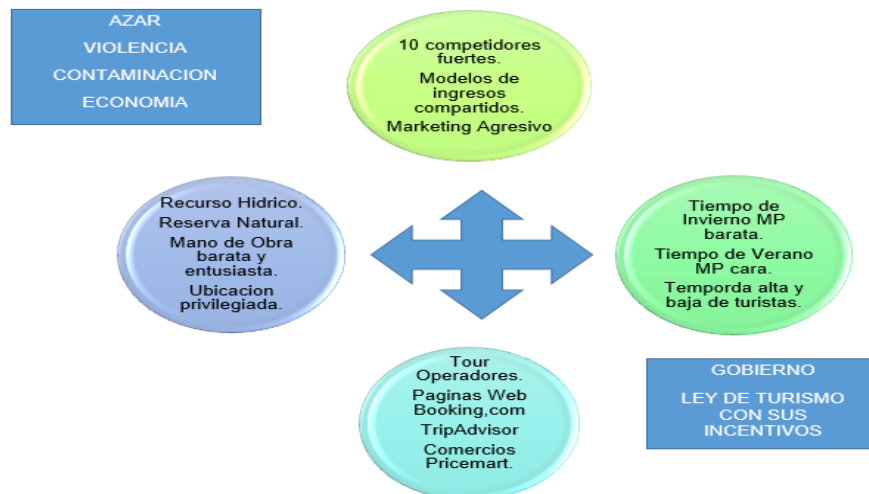 AZAR
VIOLENCIA
CONTAMINACION
ECONOMIA
10 competidores
fuertes.
Modelos de
ingresos
compartidos.
Marketing Agresivo
Recurso Hidrico.
Reserva Natural.
Mano de Obra
barata y
entusiasta.
Ubicacion
privilegiada.
Tiempo de
Invierno MP
barata.
Tiempo de Verano
MP cara.
Temporda alta y
baja de turistas.
Tour
Operadores.
Paginas Web
Booking,com
TripAdvisor
Comercios
Pricemart.
GOBIERNO
LEY DE TURISMO
CON SUS
INCENTIVOS